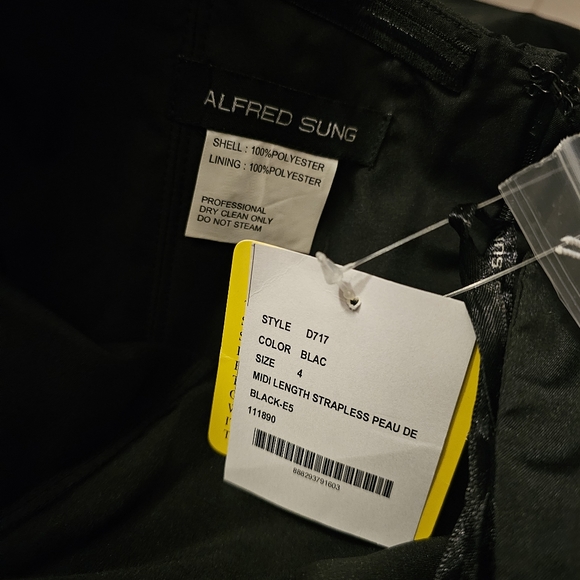 ALFRED SUNG
SHELL : 100%POLYESTER
LINING : 100%POLYESTER
PROFESSIONAL
DRY CLEAN ONLY
DO NOT STEAM
STYLE D717
COLOR BLAC
SIZE 4
MIDI LENGTH STRAPLESS PEAU DE
BLACK-E5
111890